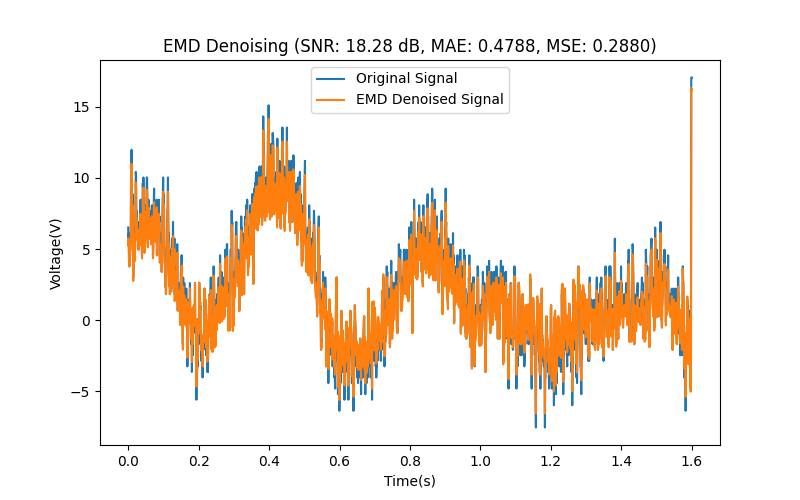 EMD Denoising (SNR: 18.28 dB, MAE: 0.4788, MSE: 0.2880)
Original Signal
EMD Denoised Signal
Voltage(V)
15
10
5
0
−5
0.0 0.2 0.4 0.6 0.8 1.0 1.2 1.4 1.6
Time(s)